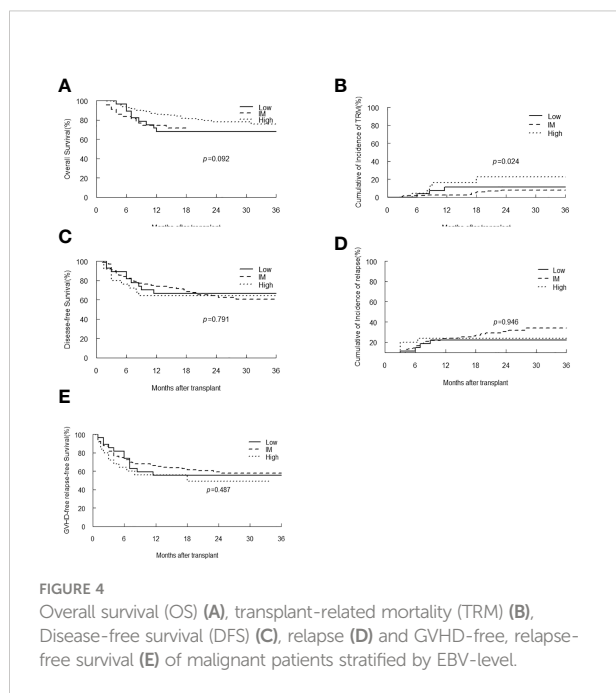 A
100
80
60
40
20
0
Overall Survival(%)
Low
IM
High
p=0.092
0 6 12 18 24 30 36
Months after transplant
B
100
80
60
40
20
0
Cumulative of Incidence of TRM(%)
Low
IM
High
p=0.024
0 6 12 18 24 30 36
Months after transplant
C
100
80
60
40
20
0
Disease-free Survival(%)
Low
IM
High
p=0.791
0 6 12 18 24 30 36
Months after transplant
D
100
80
60
40
20
Cumulative of Incidence of relapse(%)
Low
IM
High
p=0.946
0 6 12 18 24 30 36
Months after transplant
E
100
80
60
40
20
0
GVHD-free relapse-free Survival(%)
Low
IM
High
p=0.487
0 6 12 18 24 30 36
Months after transplant
FIGURE 4
Overall survival (OS) (A), transplant-related mortality (TRM) (B),
Disease-free survival (DFS) (C), relapse (D) and GVHD-free, relapse-
free survival (E) of malignant patients stratified by EBV-level.